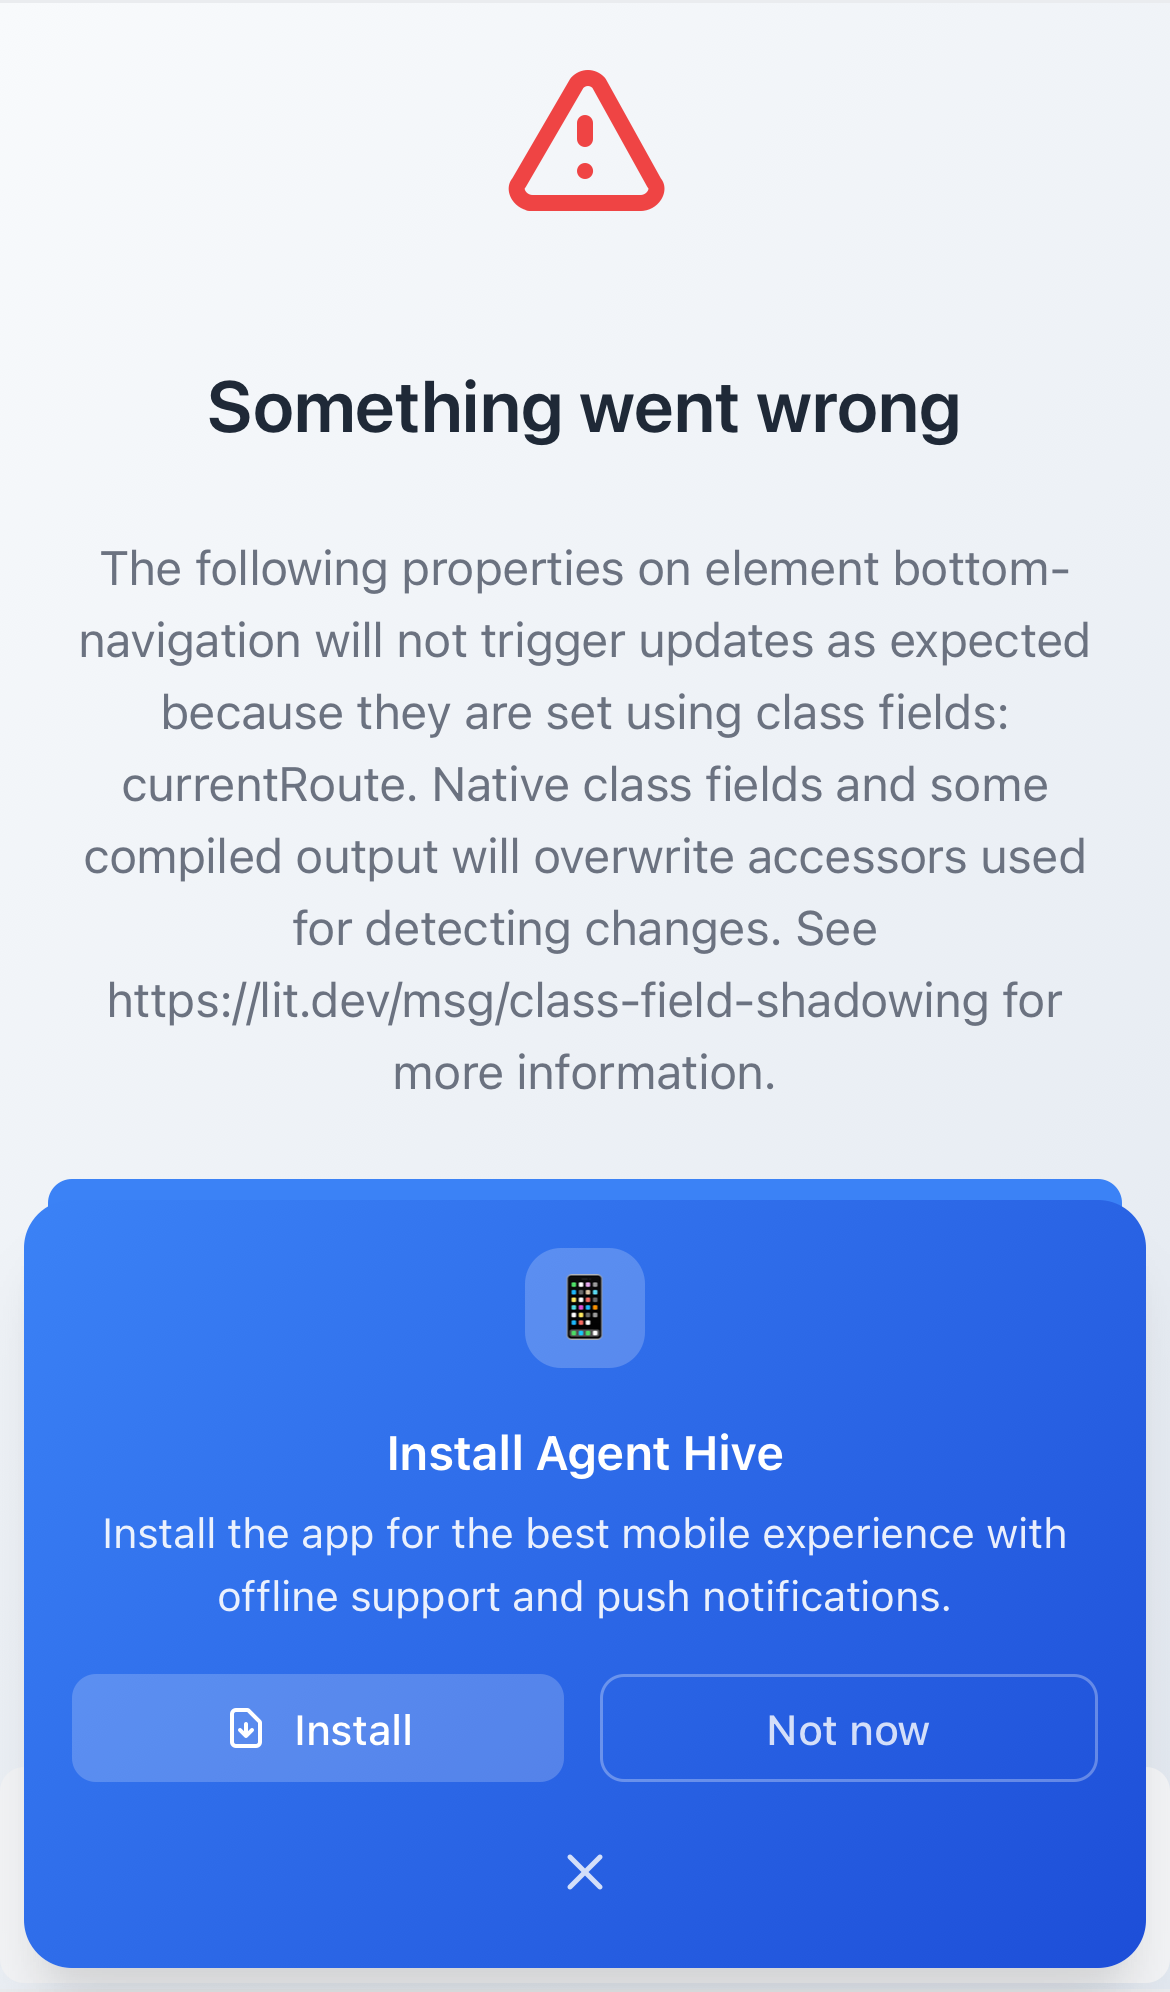 Something went wrong
The following properties on element bottom-
navigation will not trigger updates as expected
because they are set using class fields:
currentRoute. Native class fields and some
compiled output will overwrite accessors used
for detecting changes. See
https://lit.dev/msg/class-field-shadowing for
more information.
Install Agent Hive
Install the app for the best mobile experience with
offline support and push notifications.
Install
Not now